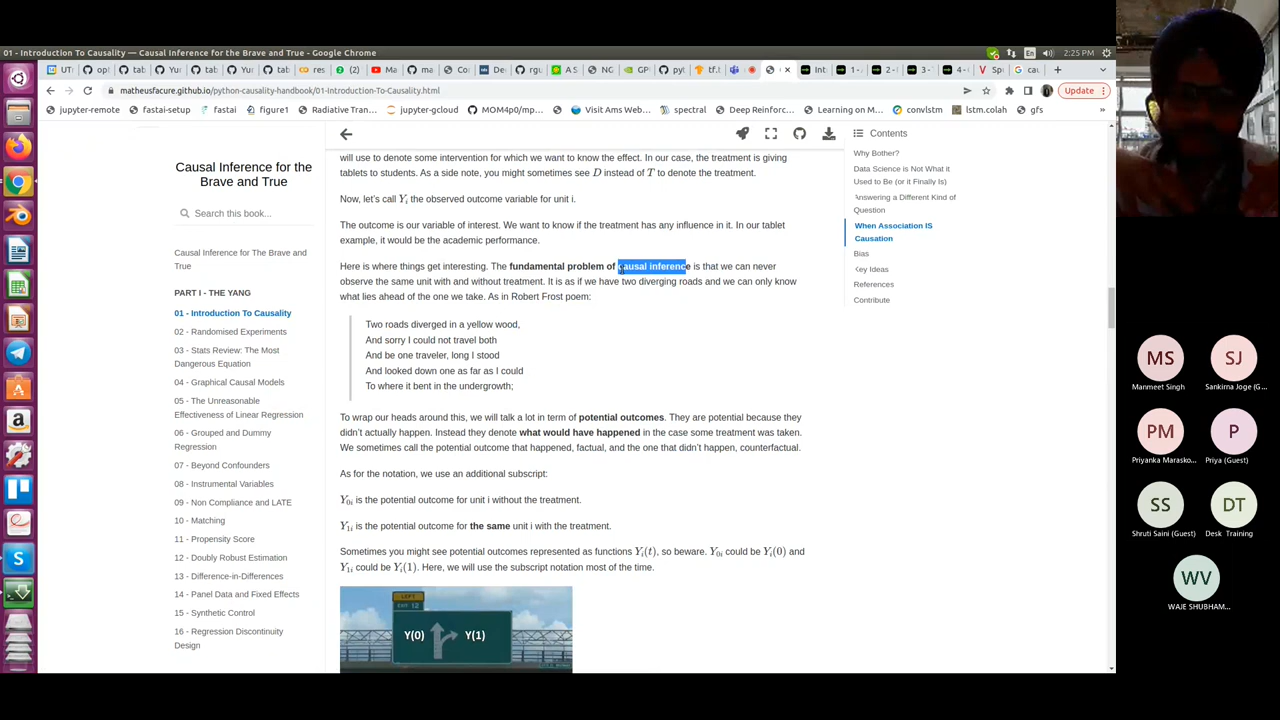 01 - Introduction To Causality — Causal Inference for the Brave and True - Google Chrome
En 2:25 PM
matheusfacure.github.io/python-causality-handbook/01-Introduction-To-Causality.html
Update
jupyter-remote fastai-setup fastai figure1 Radiative Tran... jupyter-gcloud MOM4p0/mp... Visit Ams Web... spectral Deep Reinforc... Learning on M... convlstm lstm.colah gfs
Causal Inference for the
Brave and True
Search this book...
Causal Inference for The Brave and
True
PART I - THE YANG
01 - Introduction To Causality
02 - Randomised Experiments
03 - Stats Review: The Most
Dangerous Equation
04 - Graphical Causal Models
05 - The Unreasonable
Effectiveness of Linear Regression
06 - Grouped and Dummy
Regression
07 - Beyond Confounders
08 - Instrumental Variables
09 - Non Compliance and LATE
10 - Matching
11 - Propensity Score
12 - Doubly Robust Estimation
13 - Difference-in-Differences
14 - Panel Data and Fixed Effects
15 - Synthetic Control
16 - Regression Discontinuity
Design
will use to denote some intervention for which we want to know the effect. In our case, the treatment is giving
tablets to students. As a side note, you might sometimes see D instead of T to denote the treatment.
Now, let's call Yi the observed outcome variable for unit i.
The outcome is our variable of interest. We want to know if the treatment has any influence in it. In our tablet
example, it would be the academic performance.
Here is where things get interesting. The fundamental problem of causal inference is that we can never
observe the same unit with and without treatment. It is as if we have two diverging roads and we can only know
what lies ahead of the one we take. As in Robert Frost poem:
Two roads diverged in a yellow wood,
And sorry I could not travel both
And be one traveler, long I stood
And looked down one as far as I could
To where it bent in the undergrowth;
To wrap our heads around this, we will talk a lot in term of potential outcomes. They are potential because they
didn't actually happen. Instead they denote what would have happened in the case some treatment was taken.
We sometimes call the potential outcome that happened, factual, and the one that didn't happen, counterfactual.
As for the notation, we use an additional subscript:
Y0i is the potential outcome for unit i without the treatment.
Y1i is the potential outcome for the same unit i with the treatment.
Sometimes you might see potential outcomes represented as functions Yi(t), so beware. Y0i could be Yi(0) and
Y1i could be Yi(1). Here, we will use the subscript notation most of the time.
LEFT
EXIT 12
Y(0) Y(1)
Contents
Why Bother?
Data Science is Not What it
Used to Be (or it Finally Is)
Answering a Different Kind of
Question
When Association IS
Causation
Bias
Key Ideas
References
Contribute
MS SJ
Manmeet Singh Sankirna Joge (G...
PM P
Priyanka Marasko... Priya (Guest)
SS DT
Shruti Saini (Guest) Desk Training
WV
WAJE SHUBHAM...